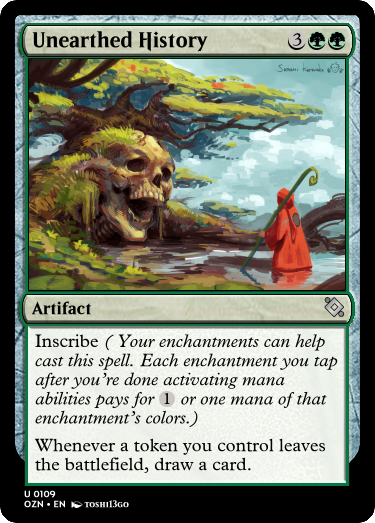 Unearthed History 3
Artifact
Inscribe ( Your enchantments can help
cast this spell. Each enchantment you tap
after you're done activating mana
abilities pays for 1 or one mana of that
enchantment's colors.)
Whenever a token you control leaves
the battlefield, draw a card.
U 0109
OZN • EN TOSHI13GO